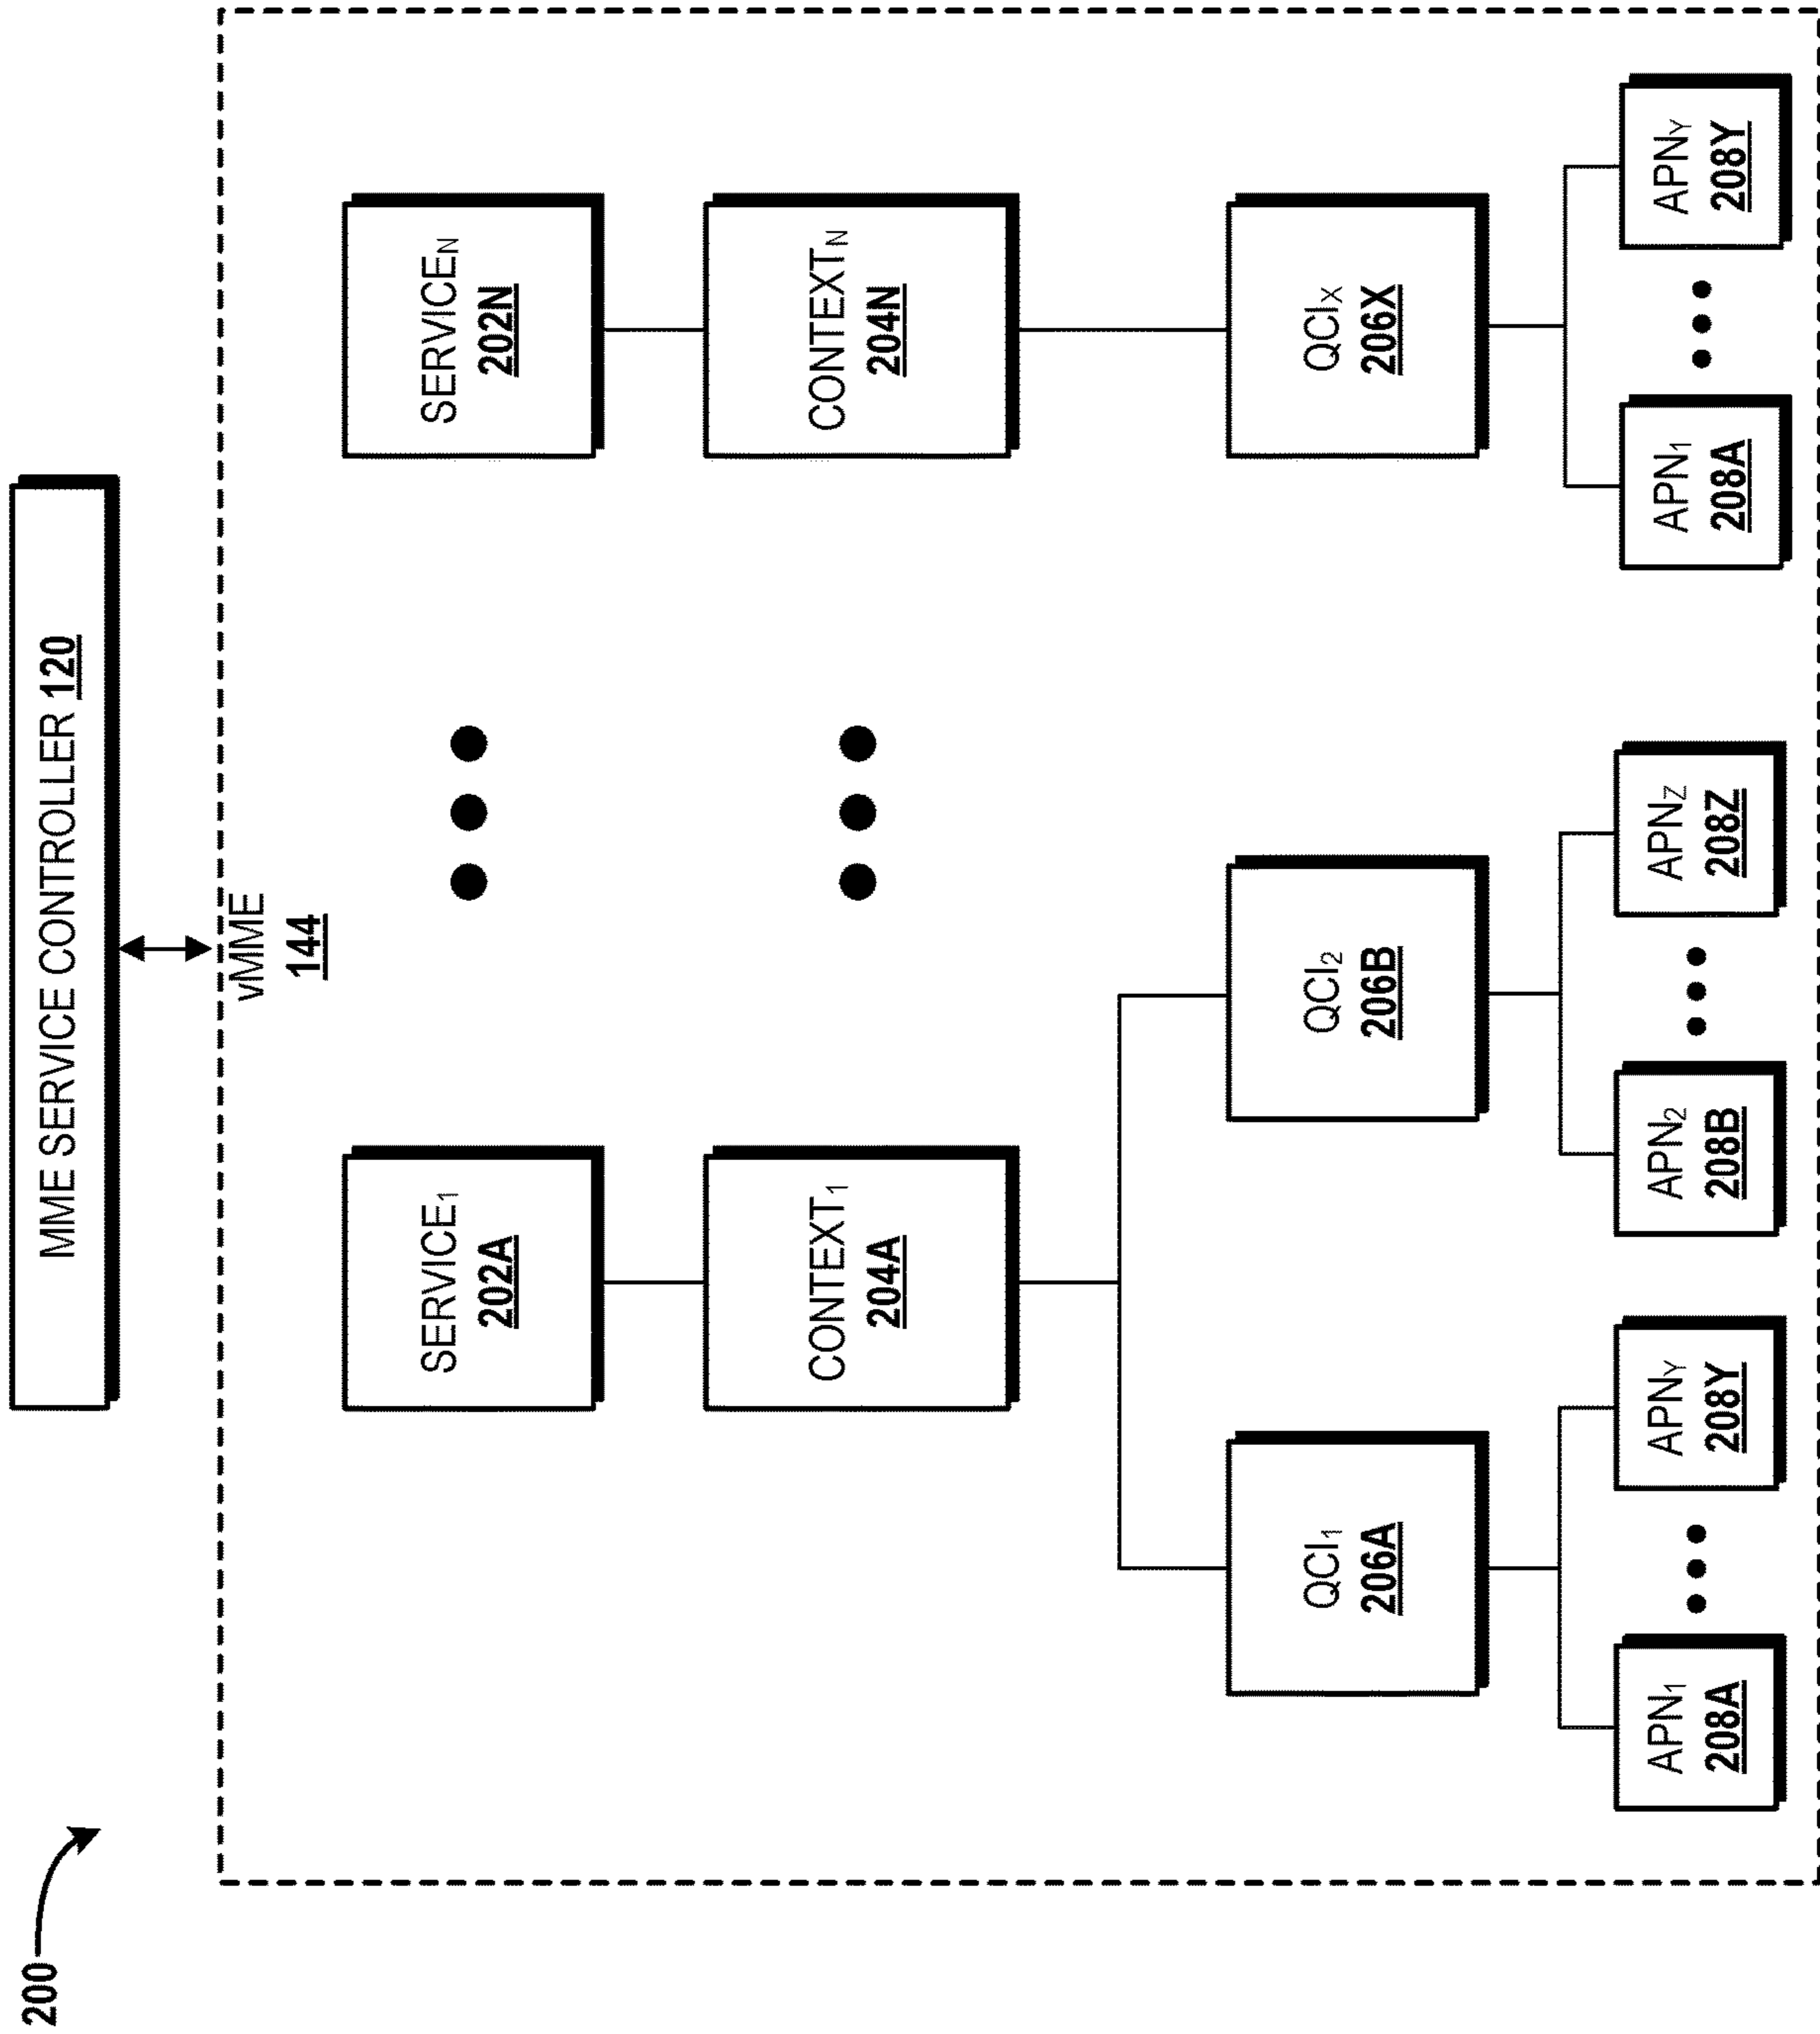 200
MME SERVICE CONTROLLER 120
vMME
144
SERVICE₁
202A
SERVICEN
202N
CONTEXT₁
204A
CONTEXTN
204N
QCI₁
206A
QCI₂
206B
QCIX
206X
APN₁
208A
APNY
208Y
APN₂
208B
APNZ
208Z
APN₁
208A
APNY
208Y